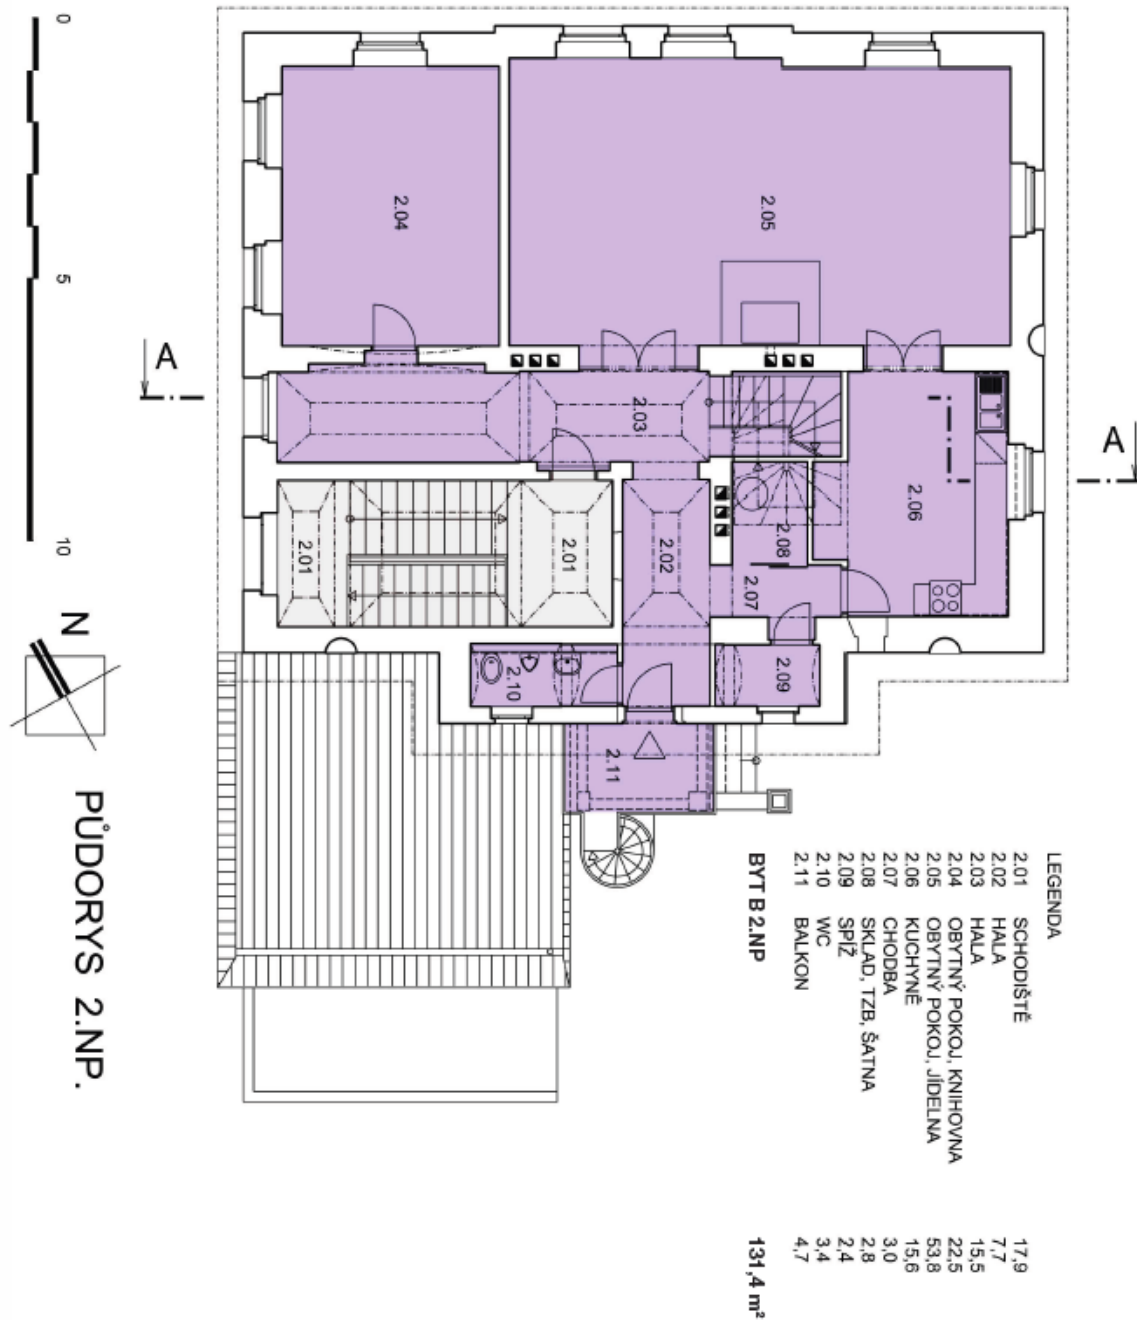 0
5
10
A
A
2.04
2.05
2.03
2.06
2.01
2.01
2.02
2.08
2.07
2.10
2.09
2.11
N
PŮDORYS 2.NP.
LEGENDA
2.01 SCHODIŠTĚ 17,9
2.02 HALA 7,7
2.03 HALA 15,5
2.04 OBYTNÝ POKOJ, KNIHOVNA 22,5
2.05 OBYTNÝ POKOJ, JÍDELNA 53,8
2.06 KUCHYNĚ 15,6
2.07 CHODBA 3,0
2.08 SKLAD, TZB, ŠATNA 2,8
2.09 SPÍŽ 2,4
2.10 WC 3,4
2.11 BALKON 4,7
BYT B 2.NP 131,4 m²